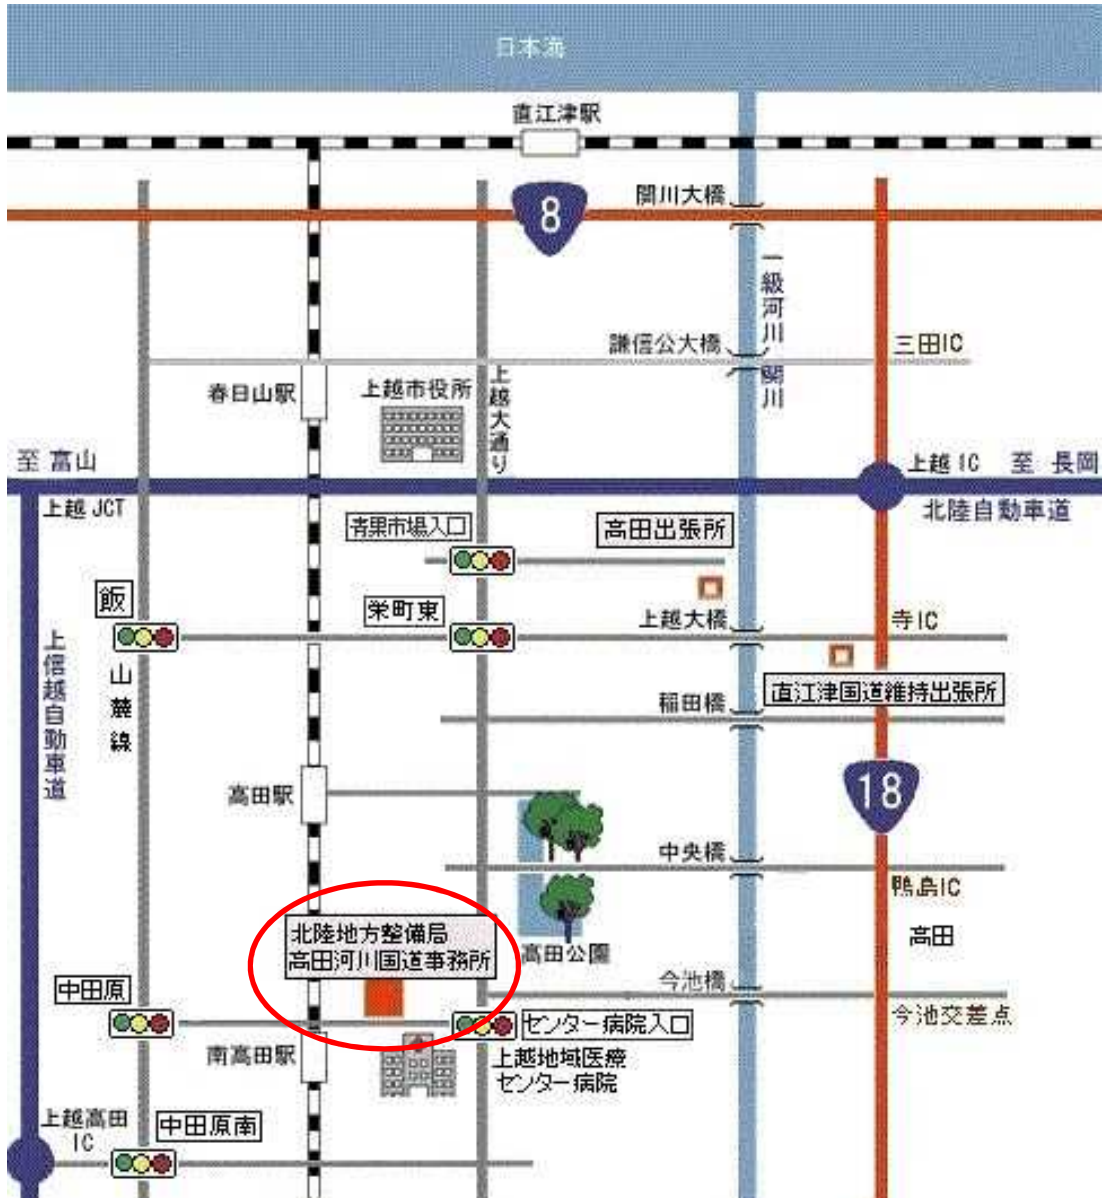 日本海
直江津駅
8
関川大橋
一級河川 関川
謙信公大橋
三田IC
春日山駅
上越市役所
上越大通り
至 富山
上越 IC 至 長岡
上越 JCT
北陸自動車道
青果市場入口
高田出張所
飯
栄町東
上越大橋
寺IC
上信越自動車道
山麓線
直江津国道維持出張所
稲田橋
高田駅
18
中央橋
鴨島IC
北陸地方整備局
高田河川国道事務所
高田公園
高田
今池橋
中田原
センター病院入口
今池交差点
南高田駅
上越地域医療
センター病院
上越高田
IC
中田原南